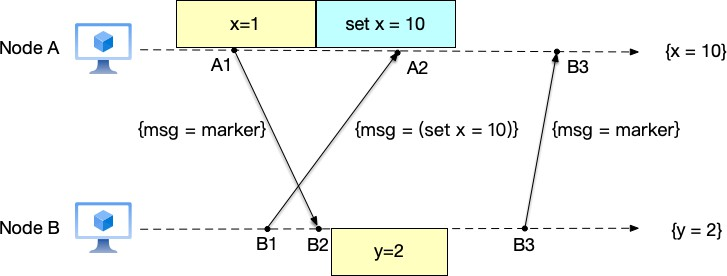 x=1
set x = 10
Node A
{x = 10}
A1
A2
B3
{msg = marker}
{msg = (set x = 10)}
{msg = marker}
Node B
{y = 2}
B1
B2
B3
y=2